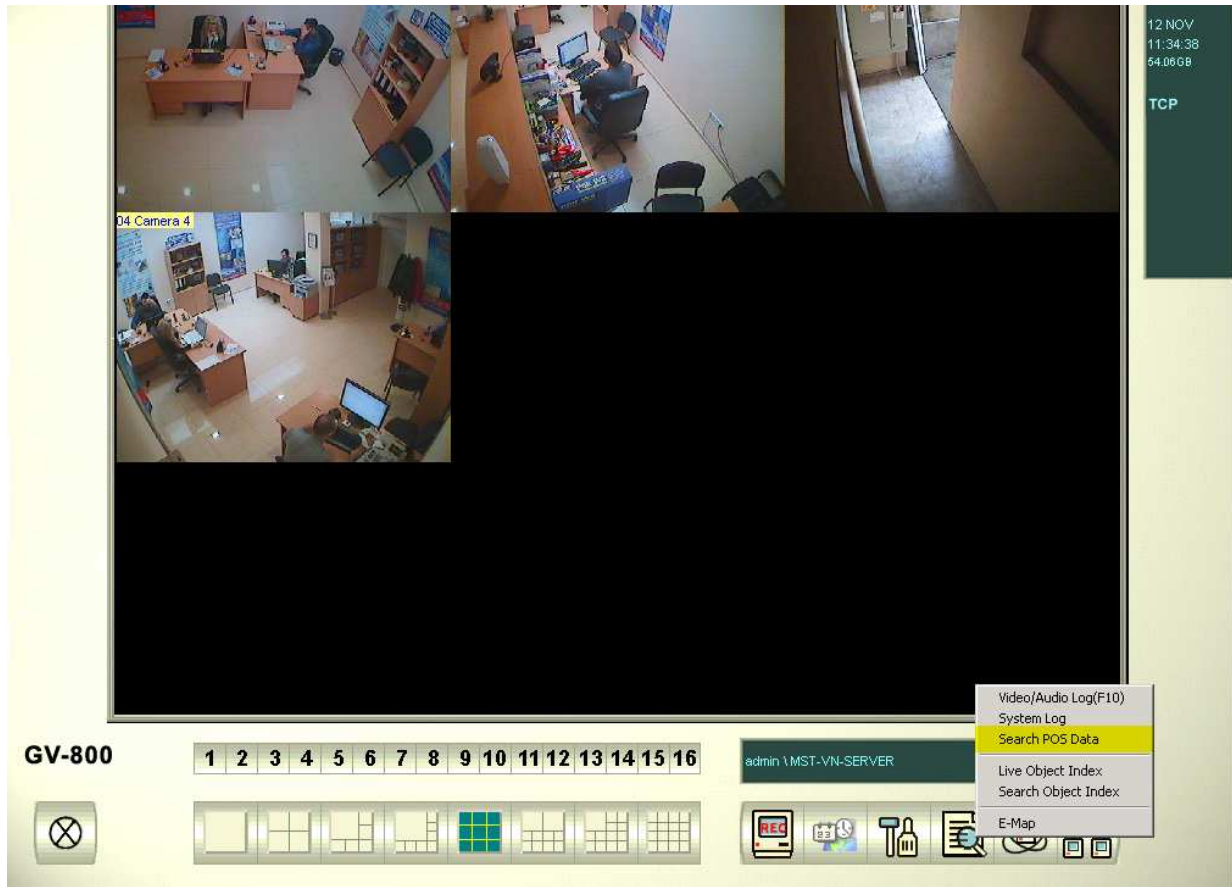 12 NOV
11:34:38
54.06GB
TCP
04 Camera 4
Video/Audio Log(F10)
System Log
Search POS Data
Live Object Index
Search Object Index
E-Map
GV-800
1 2 3 4 5 6 7 8 9 10 11 12 13 14 15 16
admin \ MST-VN-SERVER
REC
23